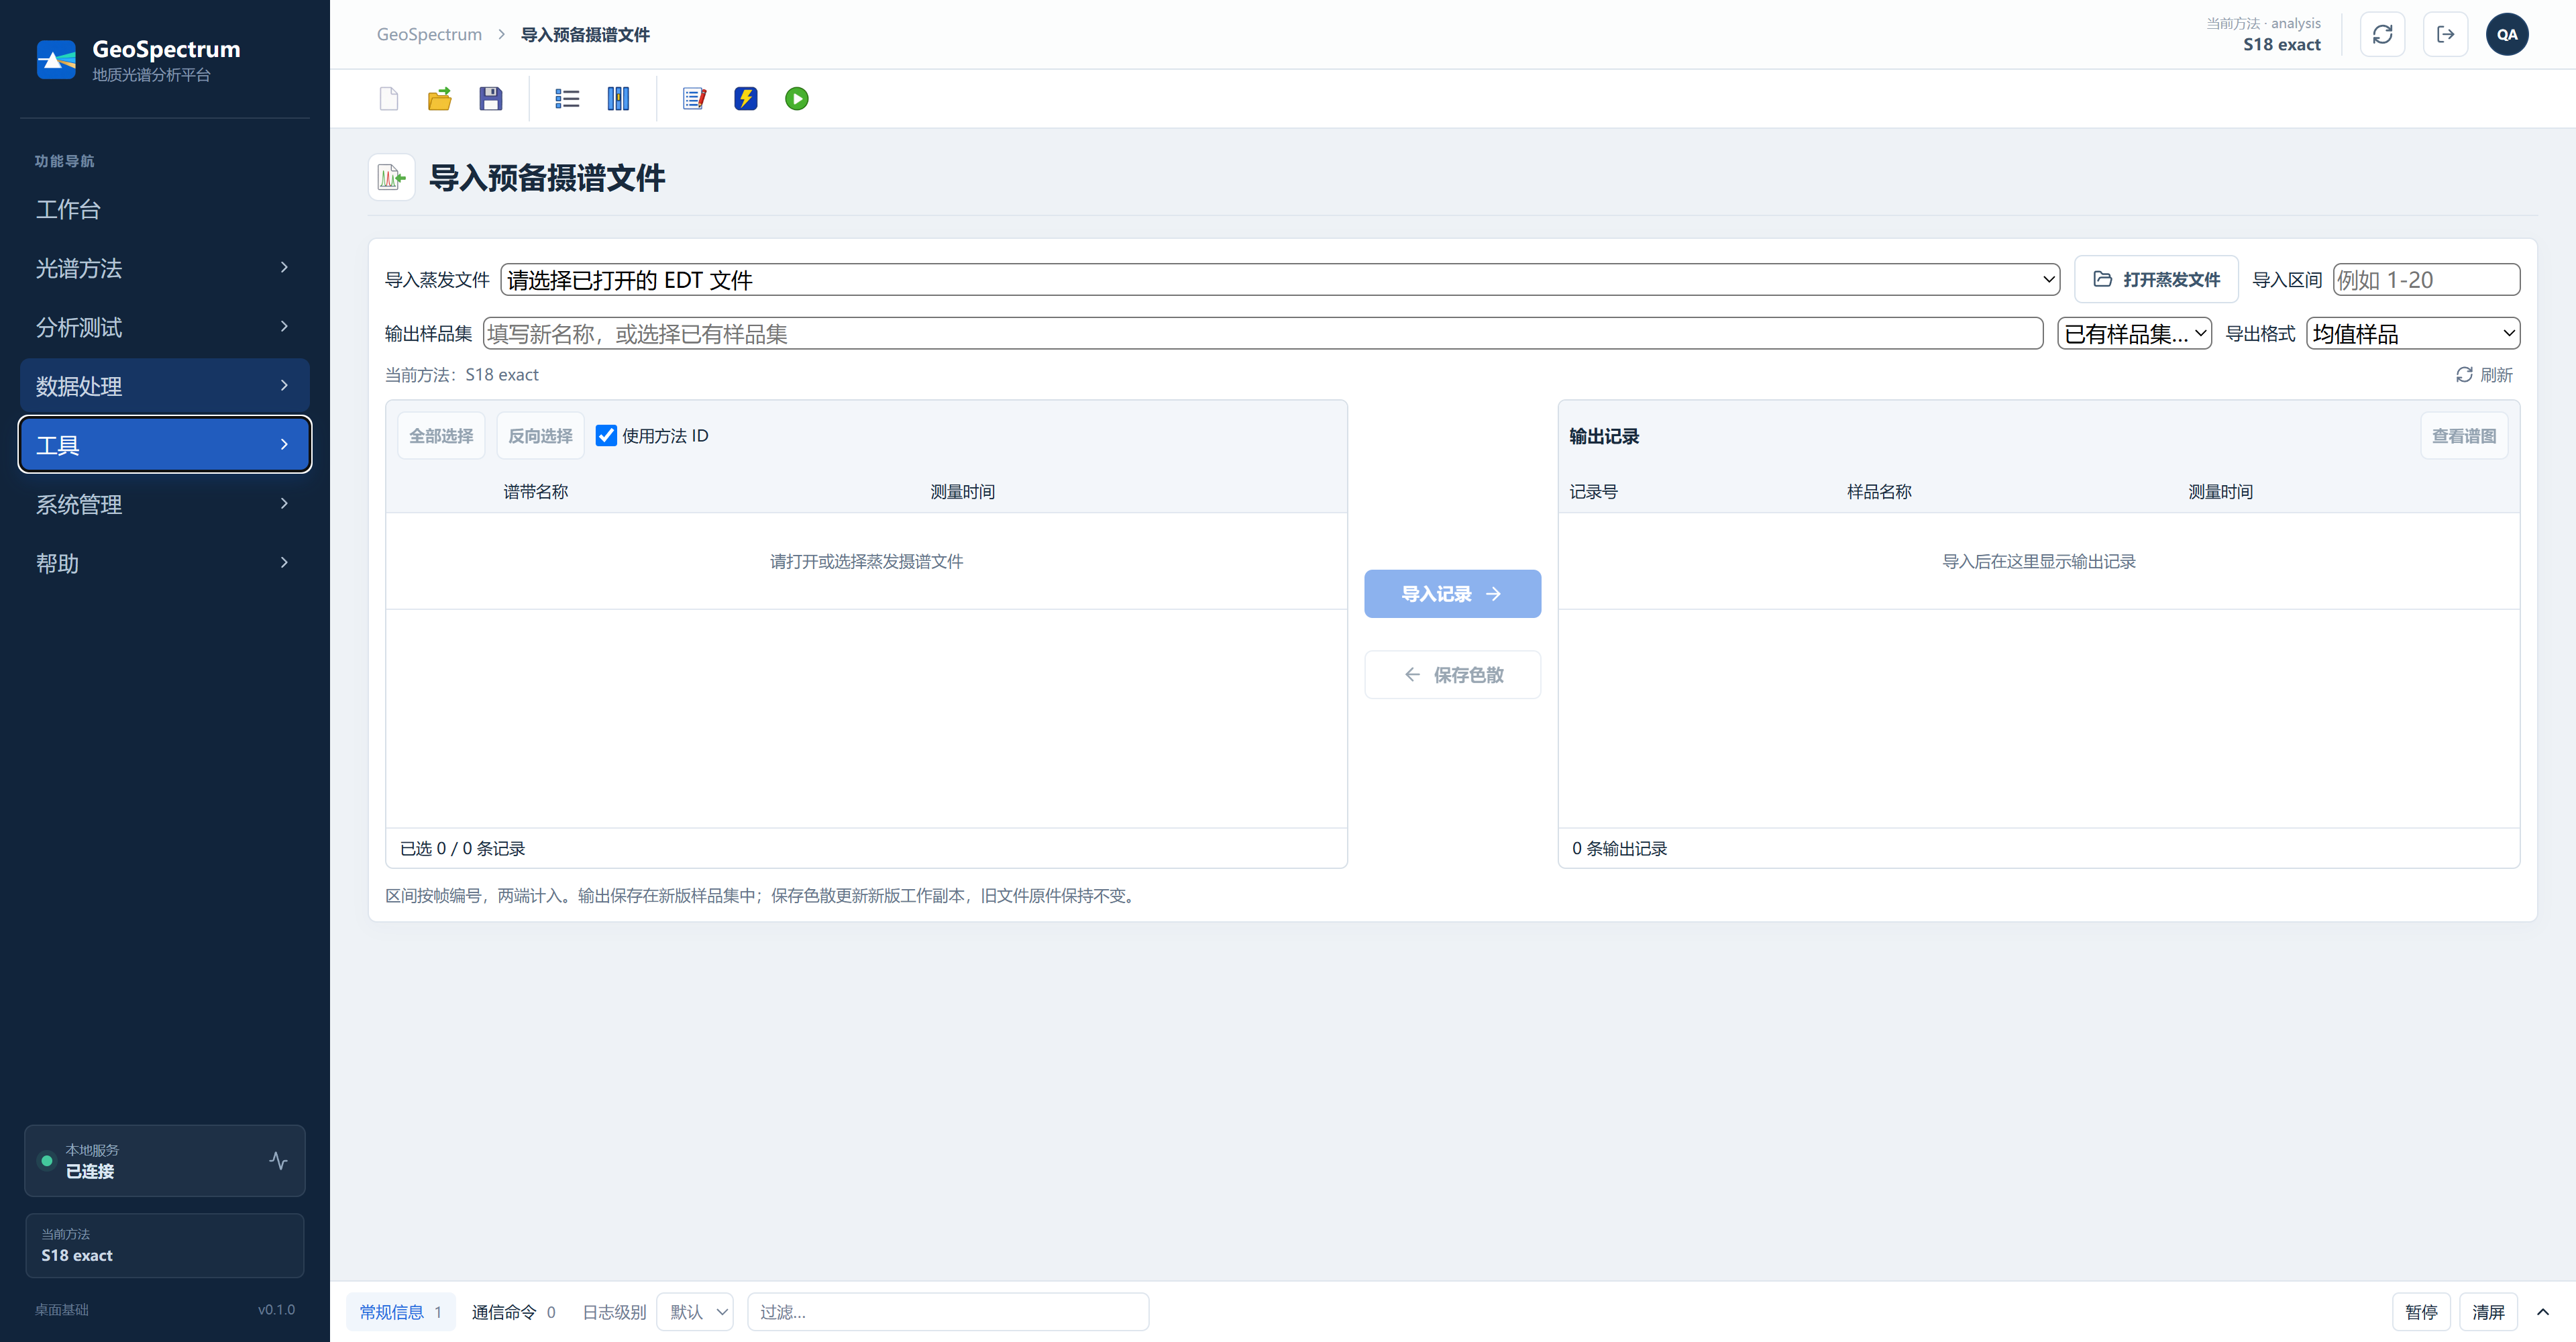 GeoSpectrum
地质光谱分析平台
功能导航
工作台
光谱方法
分析测试
数据处理
工具
系统管理
帮助
本地服务
已连接
当前方法
S18 exact
桌面基础 v0.1.0
GeoSpectrum 导入预备摄谱文件
当前方法 · analysis
S18 exact
QA
导入预备摄谱文件
导入蒸发文件 请选择已打开的 EDT 文件 打开蒸发文件 导入区间 例如 1-20
输出样品集 填写新名称，或选择已有样品集 已有样品集... 导出格式 均值样品
当前方法：S18 exact 刷新
全部选择 反向选择 使用方法 ID
谱带名称 测量时间
请打开或选择蒸发摄谱文件
已选 0 / 0 条记录
导入记录
保存色散
输出记录 查看谱图
记录号 样品名称 测量时间
导入后在这里显示输出记录
0 条输出记录
区间按帧编号，两端计入。输出保存在新版样品集中；保存色散更新新版工作副本，旧文件原件保持不变。
常规信息 1 通信命令 0 日志级别 默认 过滤... 暂停 清屏